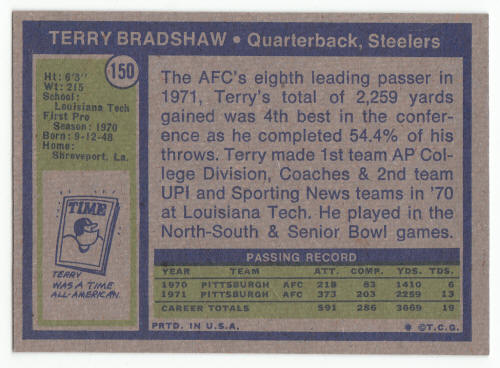 TERRY BRADSHAW • Quarterback, Steelers
150
Ht: 6'3"
Wt: 215
School:
Louisiana Tech
First Pro
Season: 1970
Born: 9-12-48
Home:
Shreveport, La.
TIME
TERRY
WAS A TIME
ALL-AMERICAN.
The AFC's eighth leading passer in
1971, Terry's total of 2,259 yards
gained was 4th best in the confer-
ence as he completed 54.4% of his
throws. Terry made 1st team AP Col-
lege Division, Coaches & 2nd team
UPI and Sporting News teams in '70
at Louisiana Tech. He played in the
North-South & Senior Bowl games.
PASSING RECORD
YEAR TEAM ATT. COMP. YDS. TDS.
1970 PITTSBURGH AFC 218 83 1410 6
1971 PITTSBURGH AFC 373 203 2259 13
CAREER TOTALS 591 286 3669 19
PRTD. IN U.S.A. ©T.C.G.